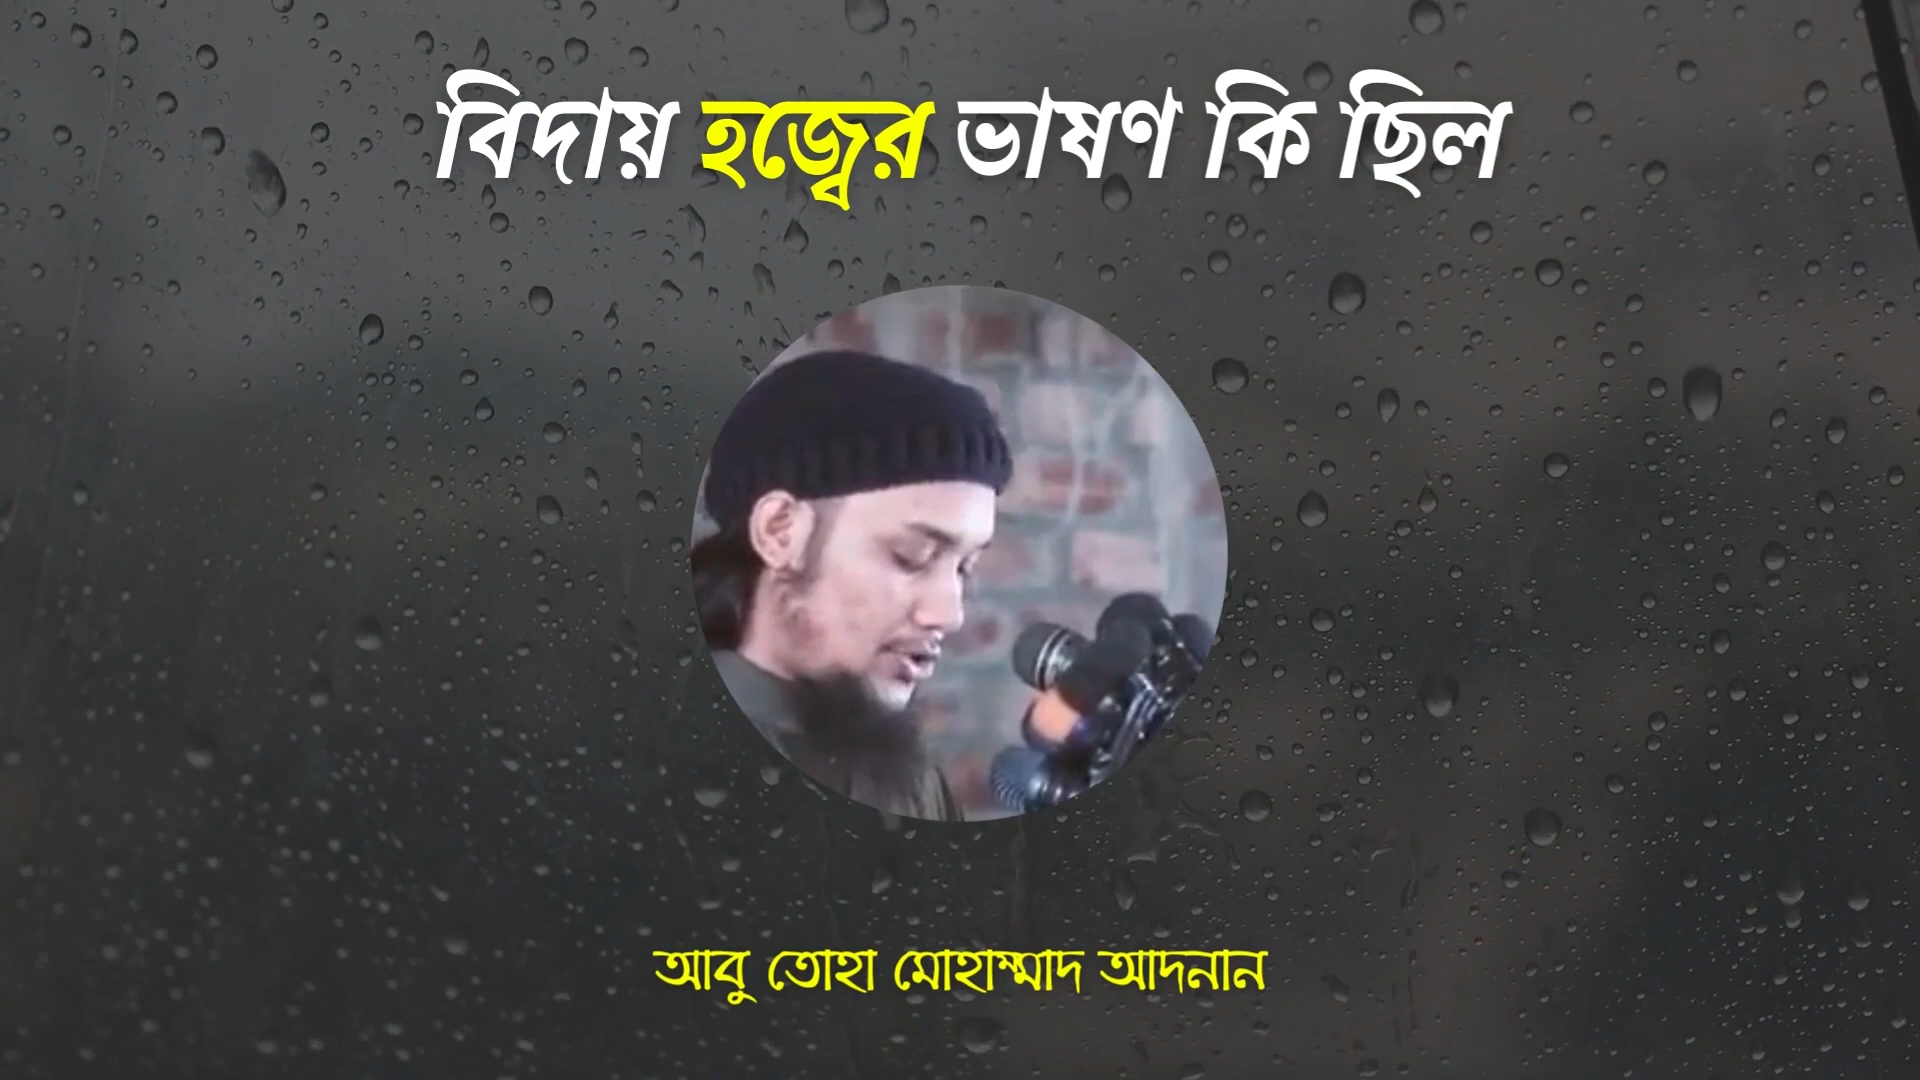 বিদায় হজ্বের ভাষণ কি ছিল
আবু তোহা মোহাম্মাদ আদনান